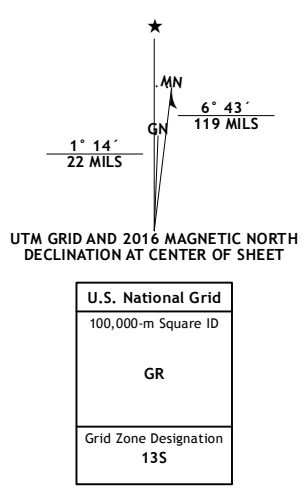 ★
MN
GN
6° 43´
119 MILS
1° 14´
22 MILS
UTM GRID AND 2016 MAGNETIC NORTH
DECLINATION AT CENTER OF SHEET
U.S. National Grid
100,000-m Square ID
GR
Grid Zone Designation
13S